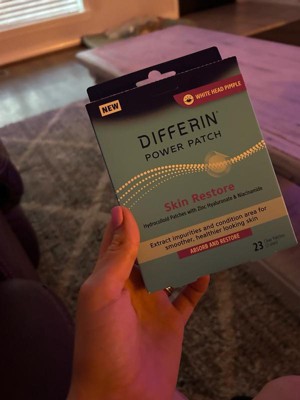 NEW
WHITE HEAD PIMPLE
DIFFERIN
POWER PATCH
Skin Restore
Hydrocolloid Patches with Zinc Hyaluronate & Niacinamide
Extract impurities and condition area for
smoother, healthier looking skin
ABSORB AND RESTORE
23